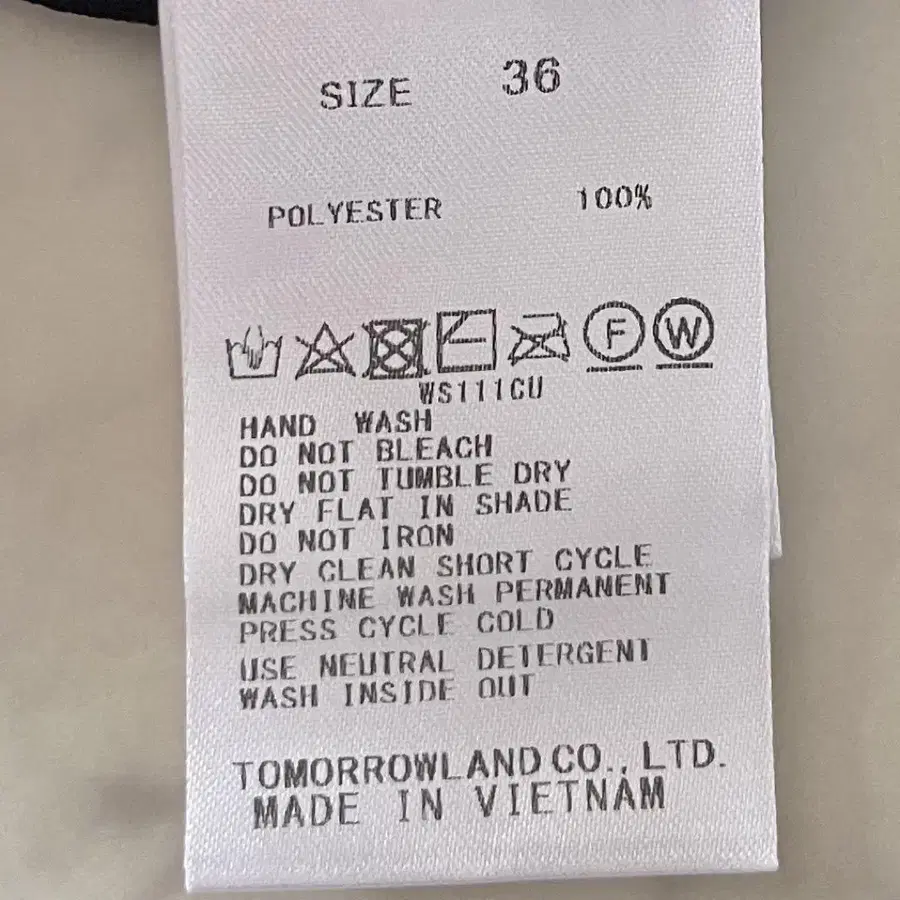 SIZE 36
POLYESTER 100%
F W
WS111CU
HAND WASH
DO NOT BLEACH
DO NOT TUMBLE DRY
DRY FLAT IN SHADE
DO NOT IRON
DRY CLEAN SHORT CYCLE
MACHINE WASH PERMANENT
PRESS CYCLE COLD
USE NEUTRAL DETERGENT
WASH INSIDE OUT
TOMORROWLAND CO., LTD.
MADE IN VIETNAM